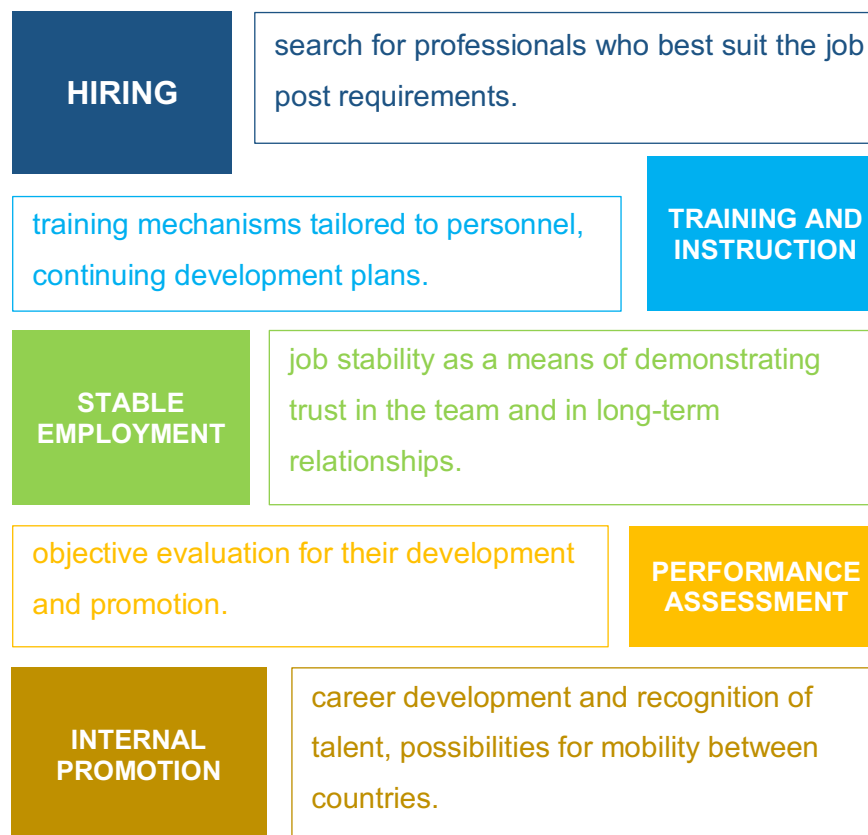 HIRING
search for professionals who best suit the job
post requirements.
training mechanisms tailored to personnel,
continuing development plans.
TRAINING AND
INSTRUCTION
STABLE
EMPLOYMENT
job stability as a means of demonstrating
trust in the team and in long-term
relationships.
objective evaluation for their development
and promotion.
PERFORMANCE
ASSESSMENT
INTERNAL
PROMOTION
career development and recognition of
talent, possibilities for mobility between
countries.